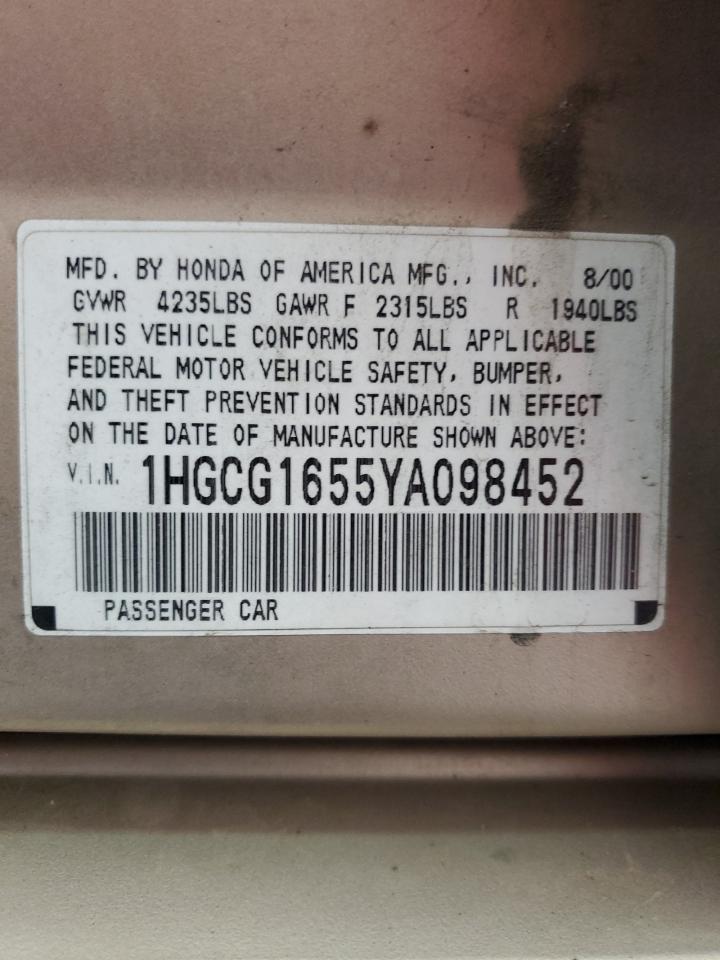 MFD. BY HONDA OF AMERICA MFG., INC. 8/00
GVWR 4235LBS GAWR F 2315LBS R 1940LBS
THIS VEHICLE CONFORMS TO ALL APPLICABLE
FEDERAL MOTOR VEHICLE SAFETY, BUMPER,
AND THEFT PREVENTION STANDARDS IN EFFECT
ON THE DATE OF MANUFACTURE SHOWN ABOVE:
V.I.N. 1HGCG1655YA098452
PASSENGER CAR